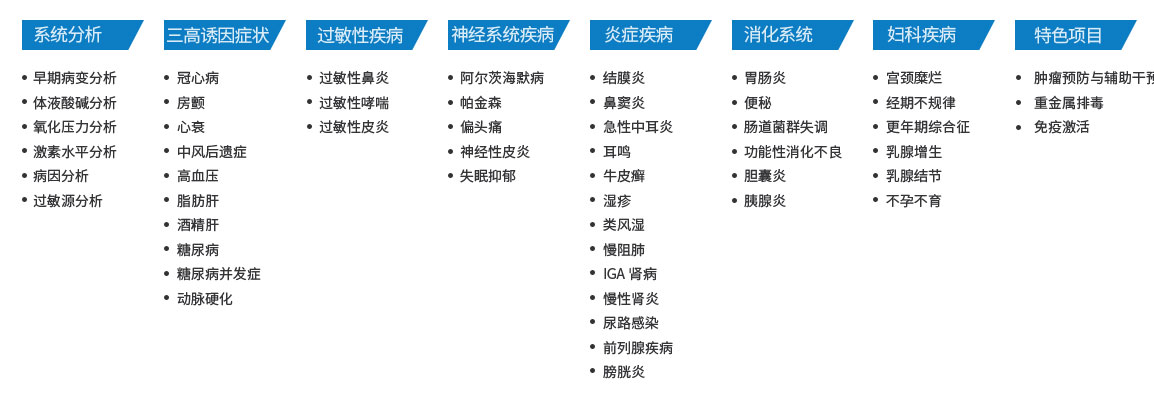 系统分析
早期病变分析
体液酸碱分析
氧化压力分析
激素水平分析
病因分析
过敏源分析
三高诱因症状
冠心病
房颤
心衰
中风后遗症
高血压
脂肪肝
酒精肝
糖尿病
糖尿病并发症
动脉硬化
过敏性疾病
过敏性鼻炎
过敏性哮喘
过敏性皮炎
神经系统疾病
阿尔茨海默病
帕金森
偏头痛
神经性皮炎
失眠抑郁
炎症疾病
结膜炎
鼻窦炎
急性中耳炎
耳鸣
牛皮癣
湿疹
类风湿
慢阻肺
IGA 肾病
慢性肾炎
尿路感染
前列腺疾病
膀胱炎
消化系统
胃肠炎
便秘
肠道菌群失调
功能性消化不良
胆囊炎
胰腺炎
妇科疾病
宫颈糜烂
经期不规律
更年期综合征
乳腺增生
乳腺结节
不孕不育
特色项目
肿瘤预防与辅助干预
重金属排毒
免疫激活